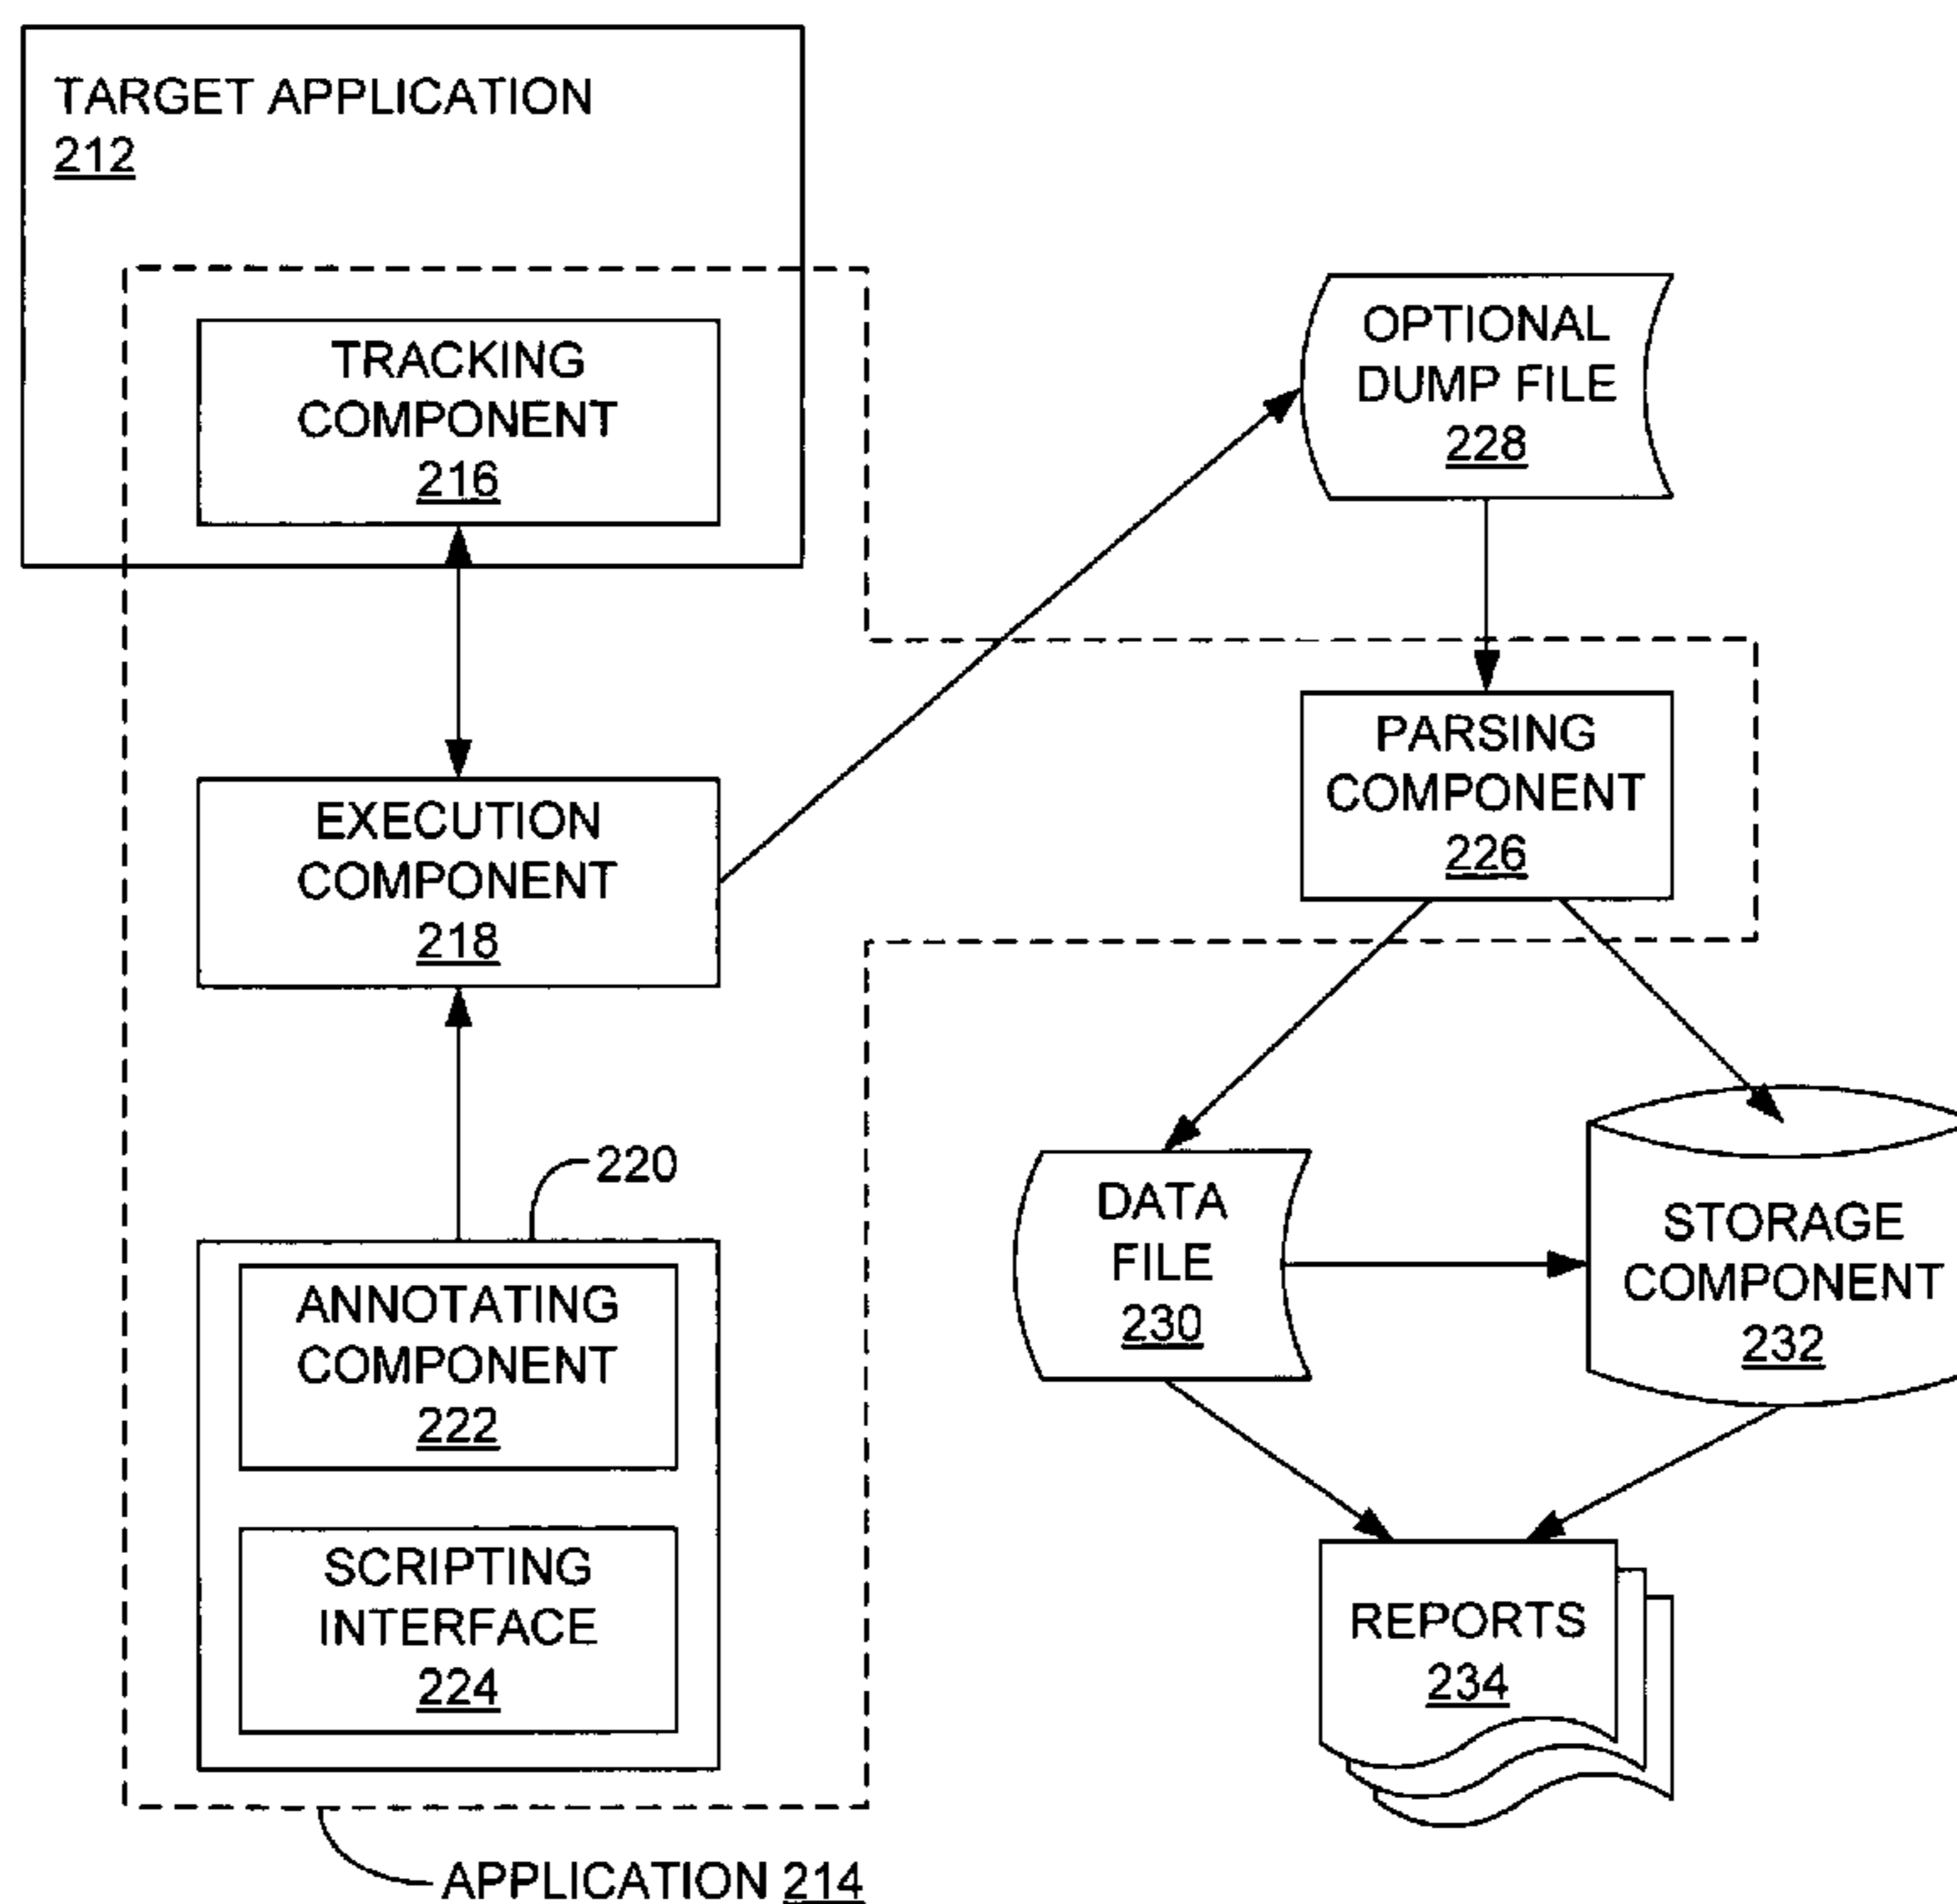 TARGET APPLICATION
212
TRACKING
COMPONENT
216
OPTIONAL
DUMP FILE
228
EXECUTION
COMPONENT
218
PARSING
COMPONENT
226
220
ANNOTATING
COMPONENT
222
SCRIPTING
INTERFACE
224
DATA
FILE
230
STORAGE
COMPONENT
232
REPORTS
234
APPLICATION 214